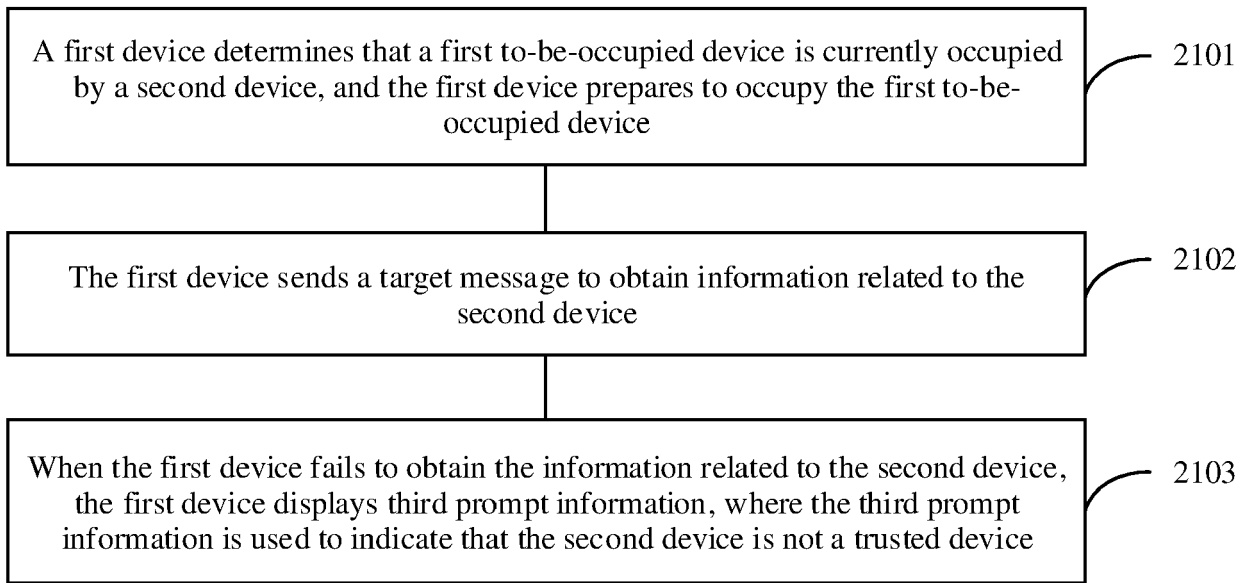 A first device determines that a first to-be-occupied device is currently occupied
by a second device, and the first device prepares to occupy the first to-be-
occupied device
2101
The first device sends a target message to obtain information related to the
second device
2102
When the first device fails to obtain the information related to the second device,
the first device displays third prompt information, where the third prompt
information is used to indicate that the second device is not a trusted device
2103